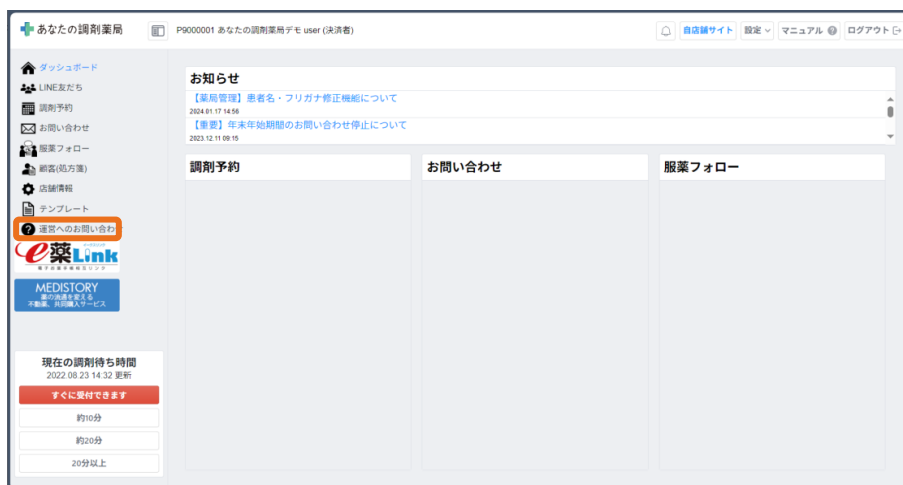 あなたの調剤薬局
P9000001 あなたの調剤薬局デモ user (決済者)
自店舗サイト
設定
マニュアル
ログアウト
ダッシュボード
LINE友だち
調剤予約
お問い合わせ
服薬フォロー
顧客(処方箋)
店舗情報
テンプレート
運営へのお問い合わ
e薬Link
MEDISTORY
薬の流通を変える
不動薬、共同購入サービス
現在の調剤待ち時間
2022.08.23 14:32 更新
すぐに受付できます
約10分
約20分
20分以上
お知らせ
【薬局管理】患者名・フリガナ修正機能について
2024.01.17 14:56
【重要】年末年始期間のお問い合わせ停止について
2023.12.11 09:15
調剤予約
お問い合わせ
服薬フォロー